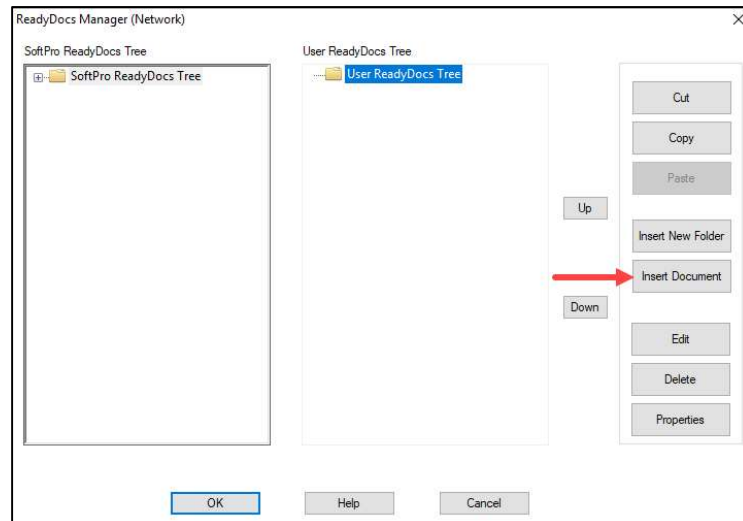 ReadyDocs Manager (Network)
SoftPro ReadyDocs Tree
User ReadyDocs Tree
SoftPro ReadyDocs Tree
User ReadyDocs Tree
Cut
Copy
Paste
Up
Insert New Folder
Insert Document
Down
Edit
Delete
Properties
OK
Help
Cancel